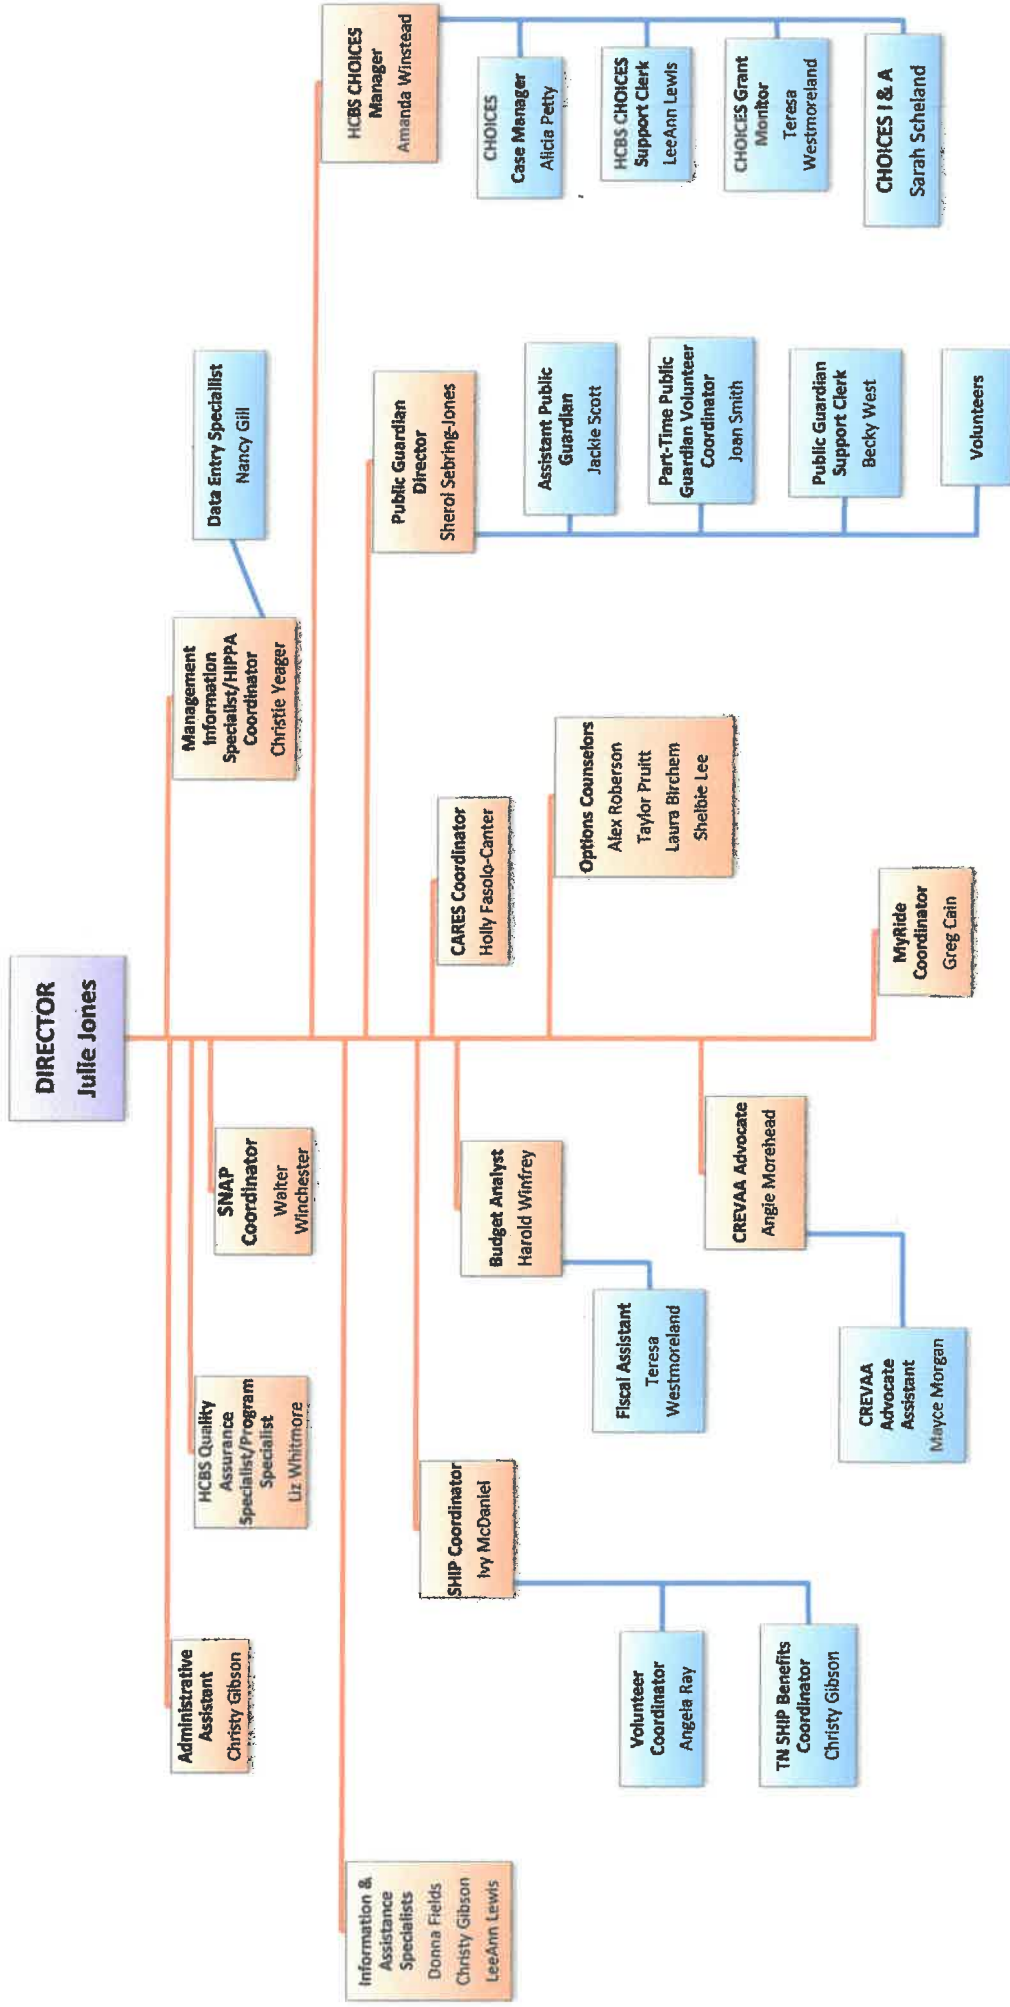 DIRECTOR
Julie Jones
Administrative
Assistant
Christy Gibson
HCBS Quality
Assurance
Specialist/Program
Specialist
Liz Whitmore
SNAP
Coordinator
Walter
Winchester
Management
Information
Specialist/HIPPA
Coordinator
Christie Yeager
Data Entry Specialist
Nancy Gill
HCBS CHOICES
Manager
Amanda Winstead
Information &
Assistance
Specialists
Donna Fields
Christy Gibson
LeeAnn Lewis
SHIP Coordinator
Ivy McDaniel
Budget Analyst
Harold Winfrey
CARES Coordinator
Holly Fasolo-Canter
Public Guardian
Director
Sherol Sebring-Jones
CHOICES
Case Manager
Alicia Petty
HCBS CHOICES
Support Clerk
LeeAnn Lewis
CHOICES Grant
Monitor
Teresa
Westmoreland
CHOICES I & A
Sarah Scheland
Volunteer
Coordinator
Angela Ray
TN SHIP Benefits
Coordinator
Christy Gibson
Fiscal Assistant
Teresa
Westmoreland
CREVAA Advocate
Angie Morehead
CREVAA
Advocate
Assistant
Mayce Morgan
Options Counselors
Alex Roberson
Taylor Pruitt
Laura Birchem
Shelbie Lee
MyRide
Coordinator
Greg Cain
Assistant Public
Guardian
Jackie Scott
Part-Time Public
Guardian Volunteer
Coordinator
Joan Smith
Public Guardian
Support Clerk
Becky West
Volunteers